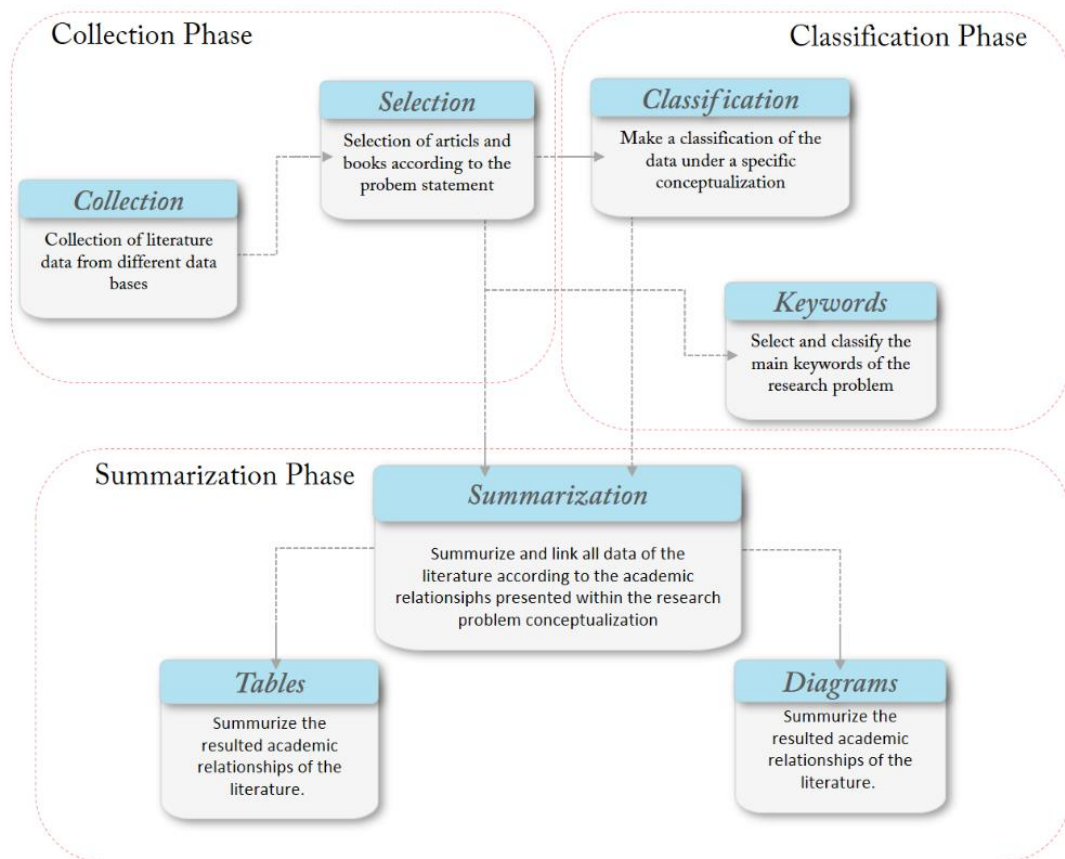 Collection Phase
Classification Phase
Selection
Selection of articls and
books according to the
probem statement
Classification
Make a classification of the
data under a specific
conceptualization
Collection
Collection of literature
data from different data
bases
Keywords
Select and classify the
main keywords of the
research problem
Summarization Phase
Summarization
Summurize and link all data of the
literature according to the academic
relationsiphs presented within the research
problem conceptualization
Tables
Summurize the
resulted academic
relationships of the
literature.
Diagrams
Summurize the
resulted academic
relationships of the
literature.